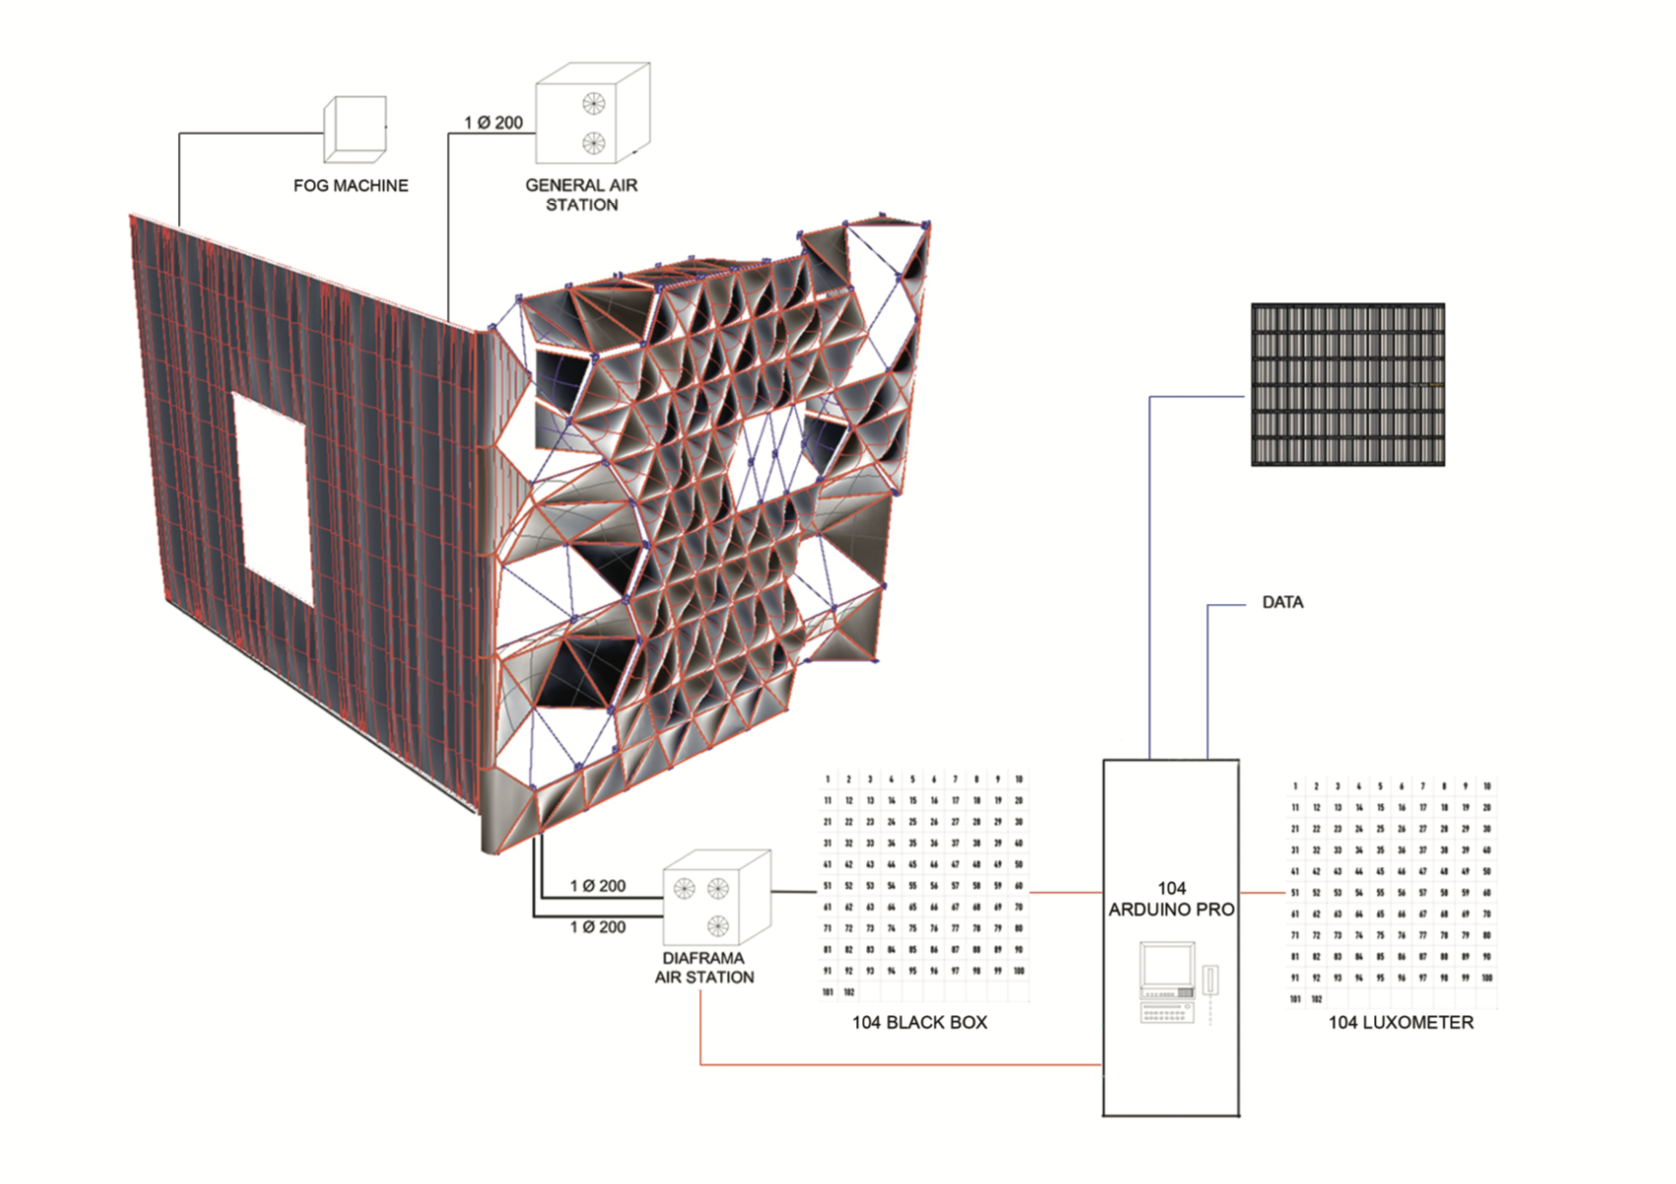 1 Ø 200
FOG MACHINE
GENERAL AIR
STATION
DATA
1 2 3 4 5 6 7 8 9 10
11 12 13 14 15 16 17 18 19 20
21 22 23 24 25 26 27 28 29 30
31 32 33 34 35 36 37 38 39 40
41 42 43 44 45 46 47 48 49 50
51 52 53 54 55 56 57 58 59 60
61 62 63 64 65 66 67 68 69 70
71 72 73 74 75 76 77 78 79 80
81 82 83 84 85 86 87 88 89 90
91 92 93 94 95 96 97 98 99 100
101 102
104 BLACK BOX
1 Ø 200
1 Ø 200
DIAFRAMA
AIR STATION
104
ARDUINO PRO
1 2 3 4 5 6 7 8 9 10
11 12 13 14 15 16 17 18 19 20
21 22 23 24 25 26 27 28 29 30
31 32 33 34 35 36 37 38 39 40
41 42 43 44 45 46 47 48 49 50
51 52 53 54 55 56 57 58 59 60
61 62 63 64 65 66 67 68 69 70
71 72 73 74 75 76 77 78 79 80
81 82 83 84 85 86 87 88 89 90
91 92 93 94 95 96 97 98 99 100
101 102
104 LUXOMETER